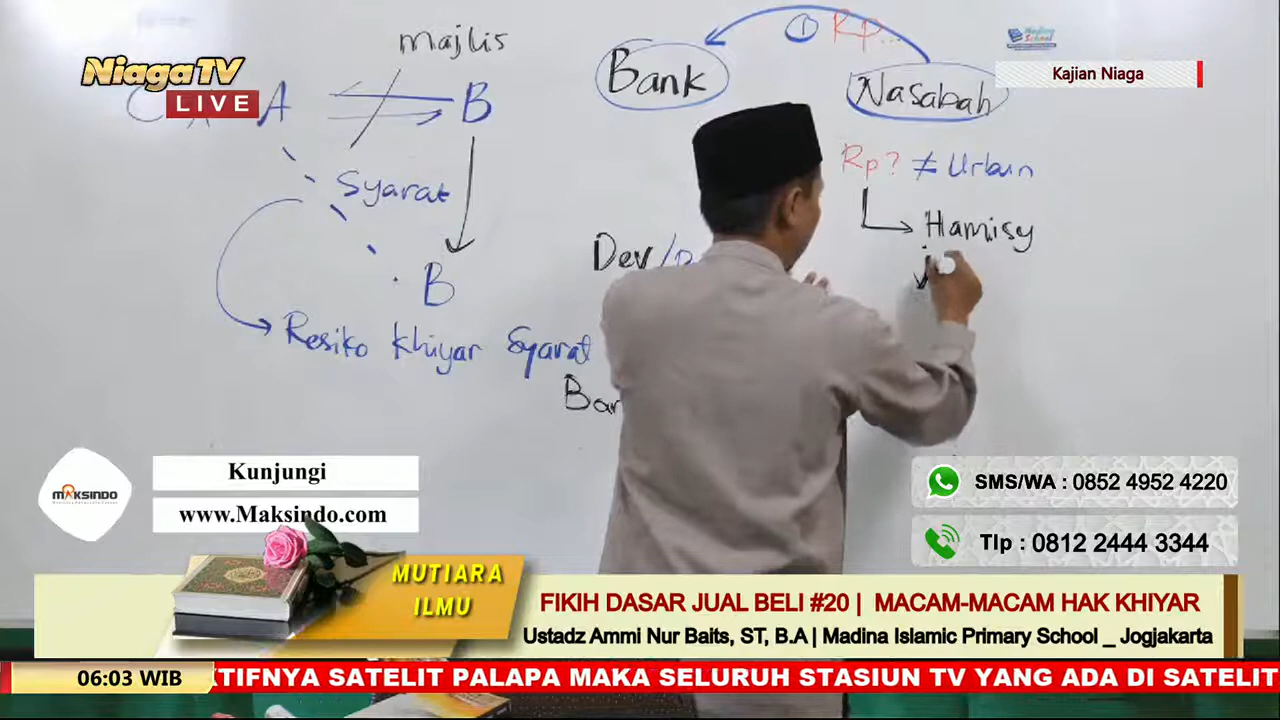 majlis
① Rp...
Bank
Nasabah
NiagaTV
LIVE
Kajian Niaga
A
B
Syarat
Rp? ≠ Urbun
Hamisy
Dev/
B
Resiko Khiyar Syarat
Kunjungi
MAKSINDO
www.Maksindo.com
SMS/WA : 0852 4952 4220
Tlp : 0812 2444 3344
MUTIARA
ILMU
FIKIH DASAR JUAL BELI #20 | MACAM-MACAM HAK KHIYAR
Ustadz Ammi Nur Baits, ST, B.A | Madina Islamic Primary School _ Jogjakarta
06:03 WIB
TIFNYA SATELIT PALAPA MAKA SELURUH STASIUN TV YANG ADA DI SATELIT